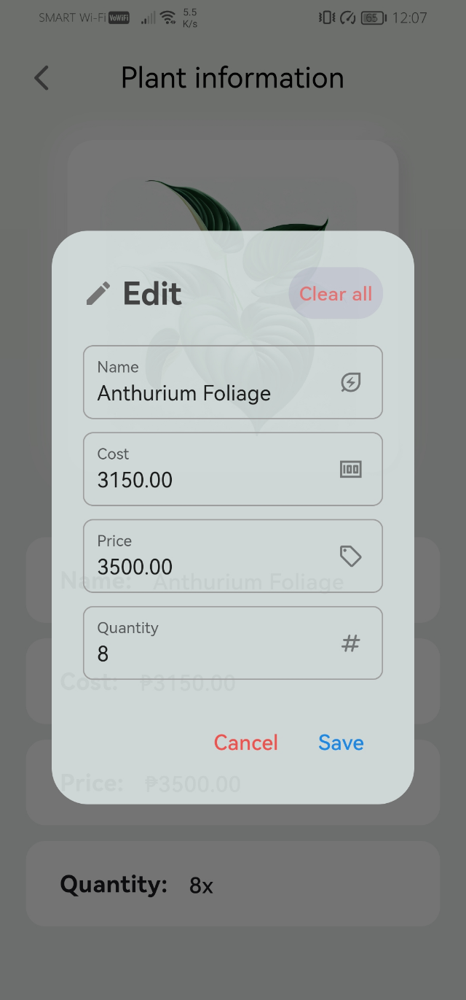 SMART Wi-Fi VoWiFi 5.5 K/s 65 12:07
Plant information
Edit
Clear all
Name
Anthurium Foliage
Cost
3150.00
100
Price
3500.00
Name: Anthurium Foliage
Quantity
8
#
Cost: ₱3150.00
Cancel Save
Price: ₱3500.00
Quantity: 8x